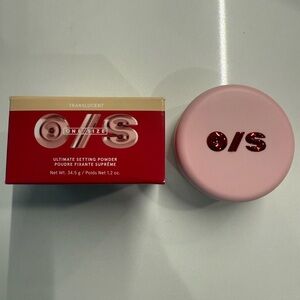 TRANSLUCENT
O/S
ONE/SIZE
ULTIMATE SETTING POWDER
POUDRE FIXANTE SUPRÊME
Net Wt. 34.5 g / Poids Net 1.2 oz.
O/S